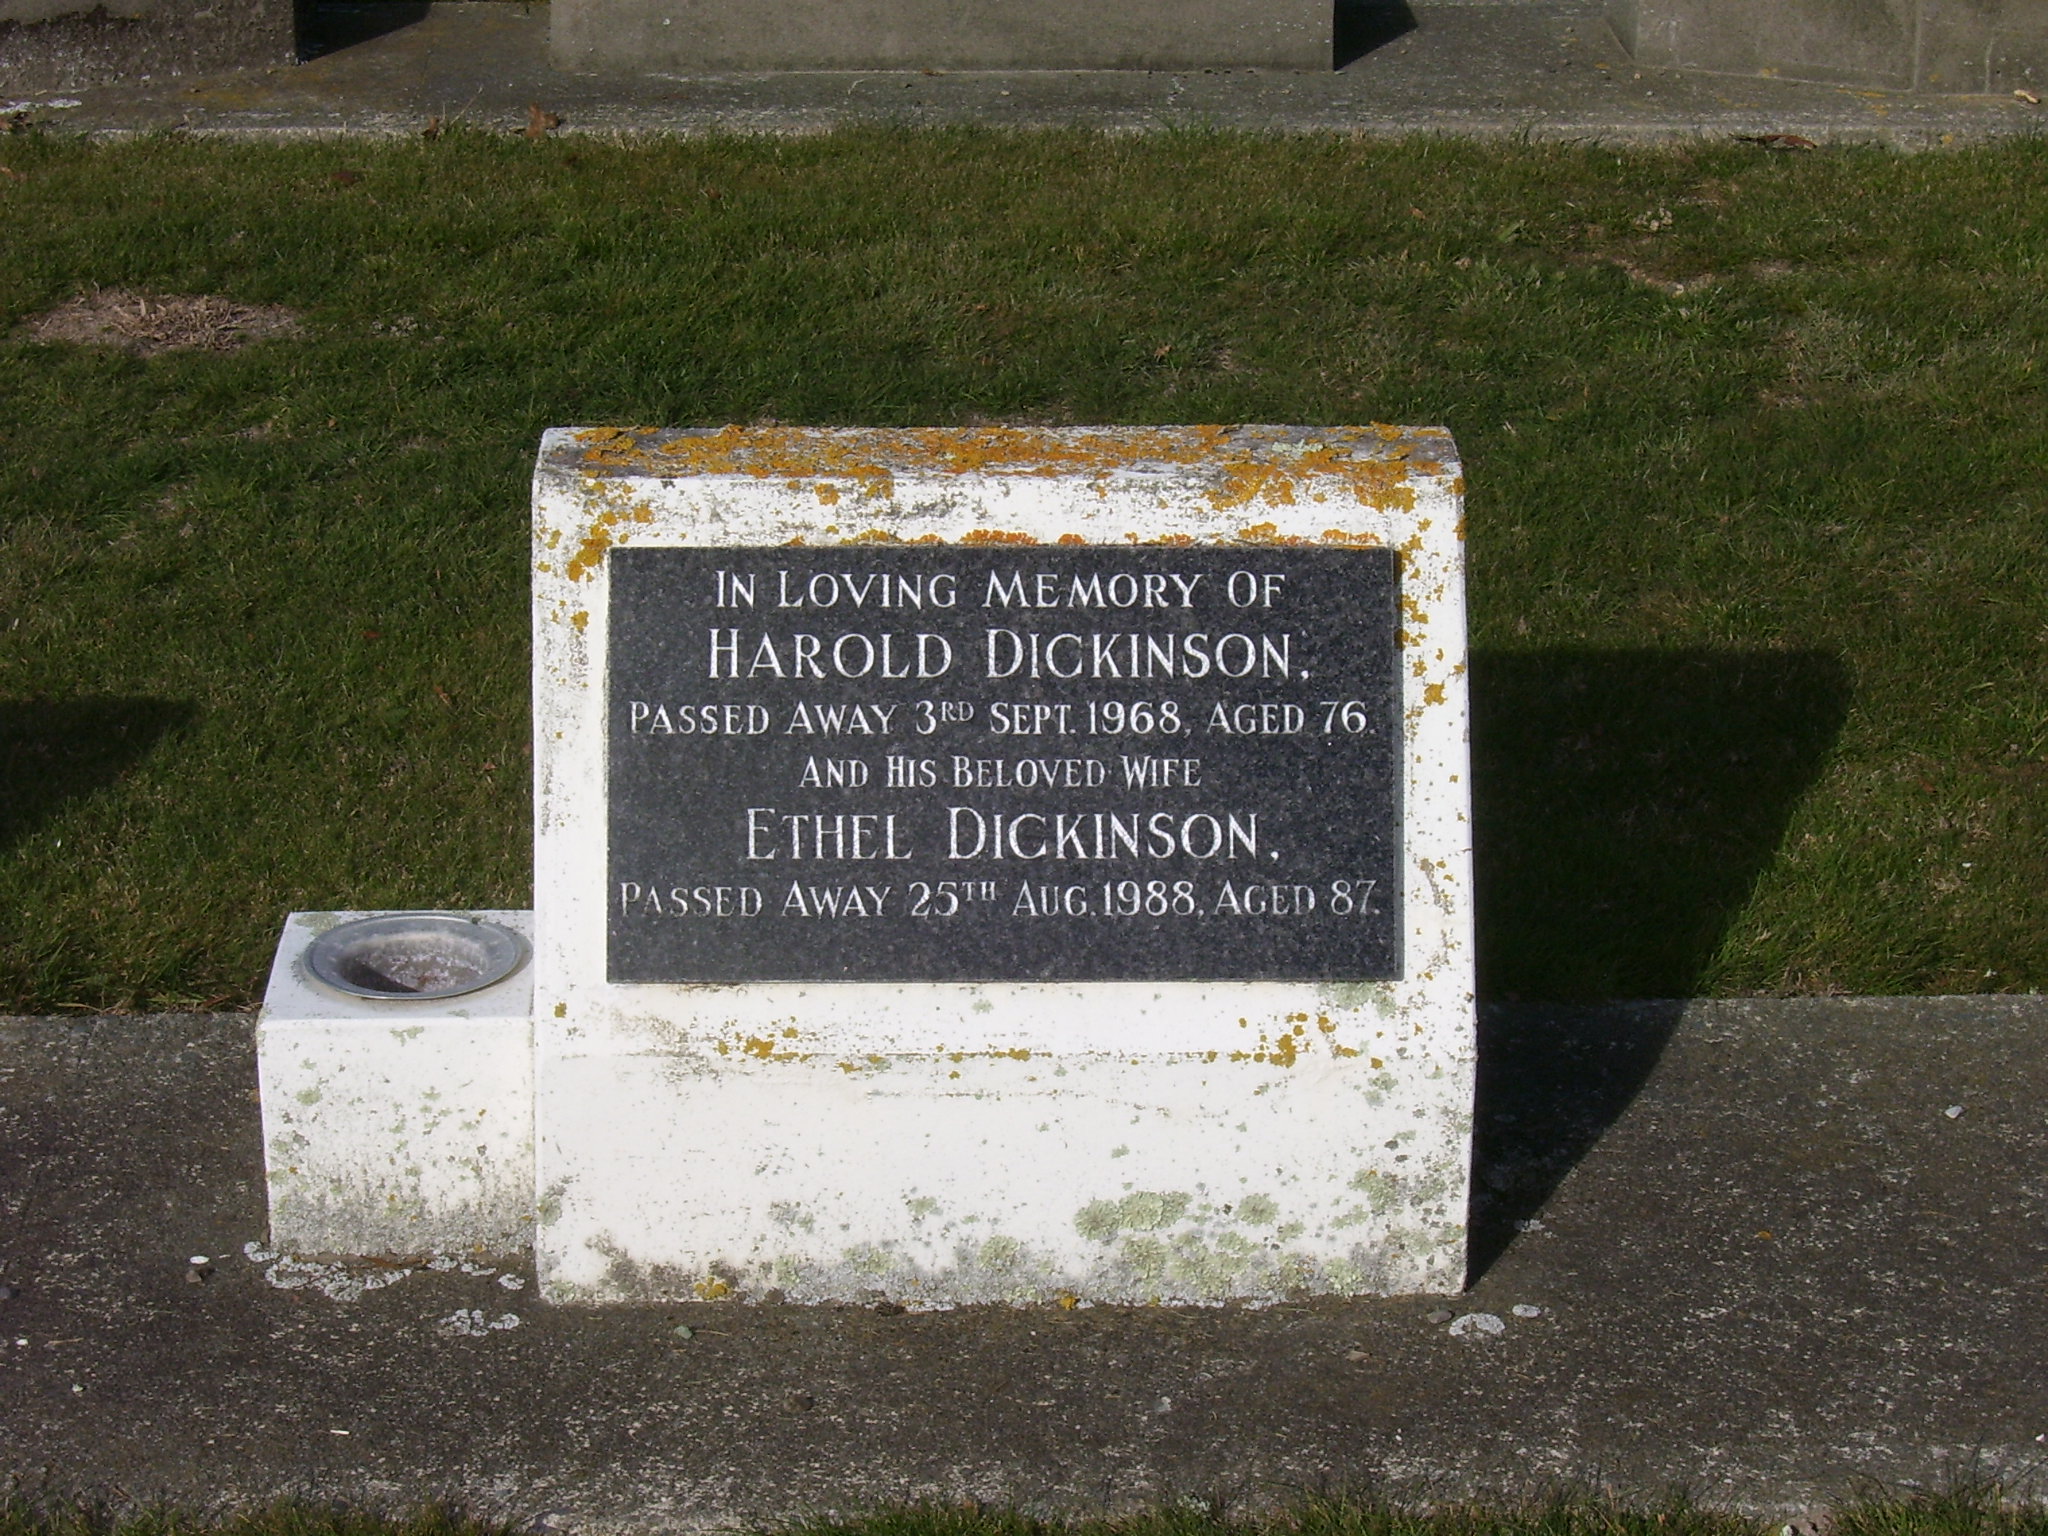 IN LOVING MEMORY OF
HAROLD DICKINSON,
PASSED AWAY 3RD SEPT. 1968, AGED 76.
AND HIS BELOVED WIFE
ETHEL DICKINSON,
PASSED AWAY 25TH AUG. 1988, AGED 87.